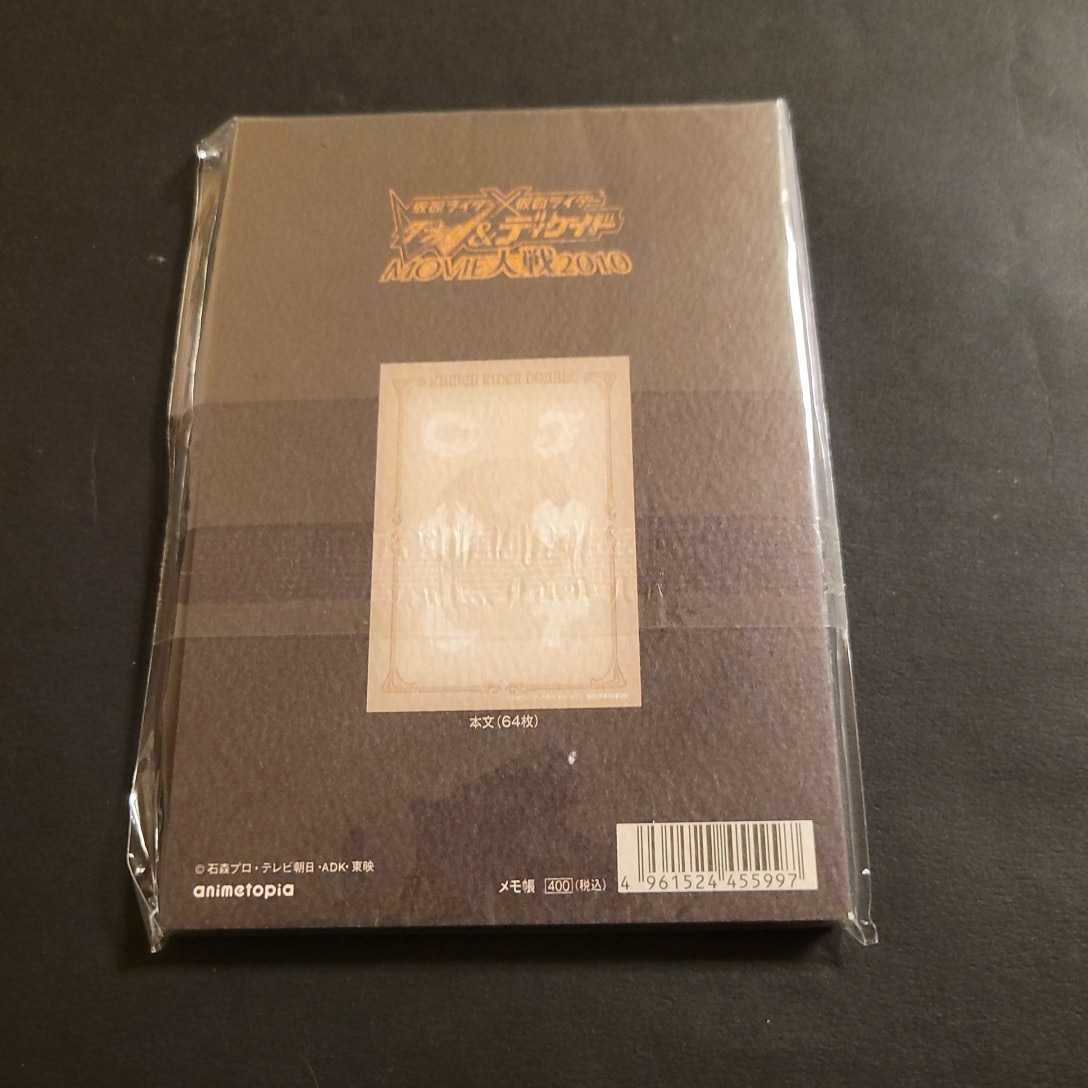 仮面ライダー×仮面ライダー
W&ディケイド
MOVIE大戦2010
KAMEN RIDER DOUBLE
C J
H M
L T
本文(64枚)
©石森プロ・テレビ朝日・ADK・東映
animetopia
メモ帳 400 (税込)
4 961524 455997